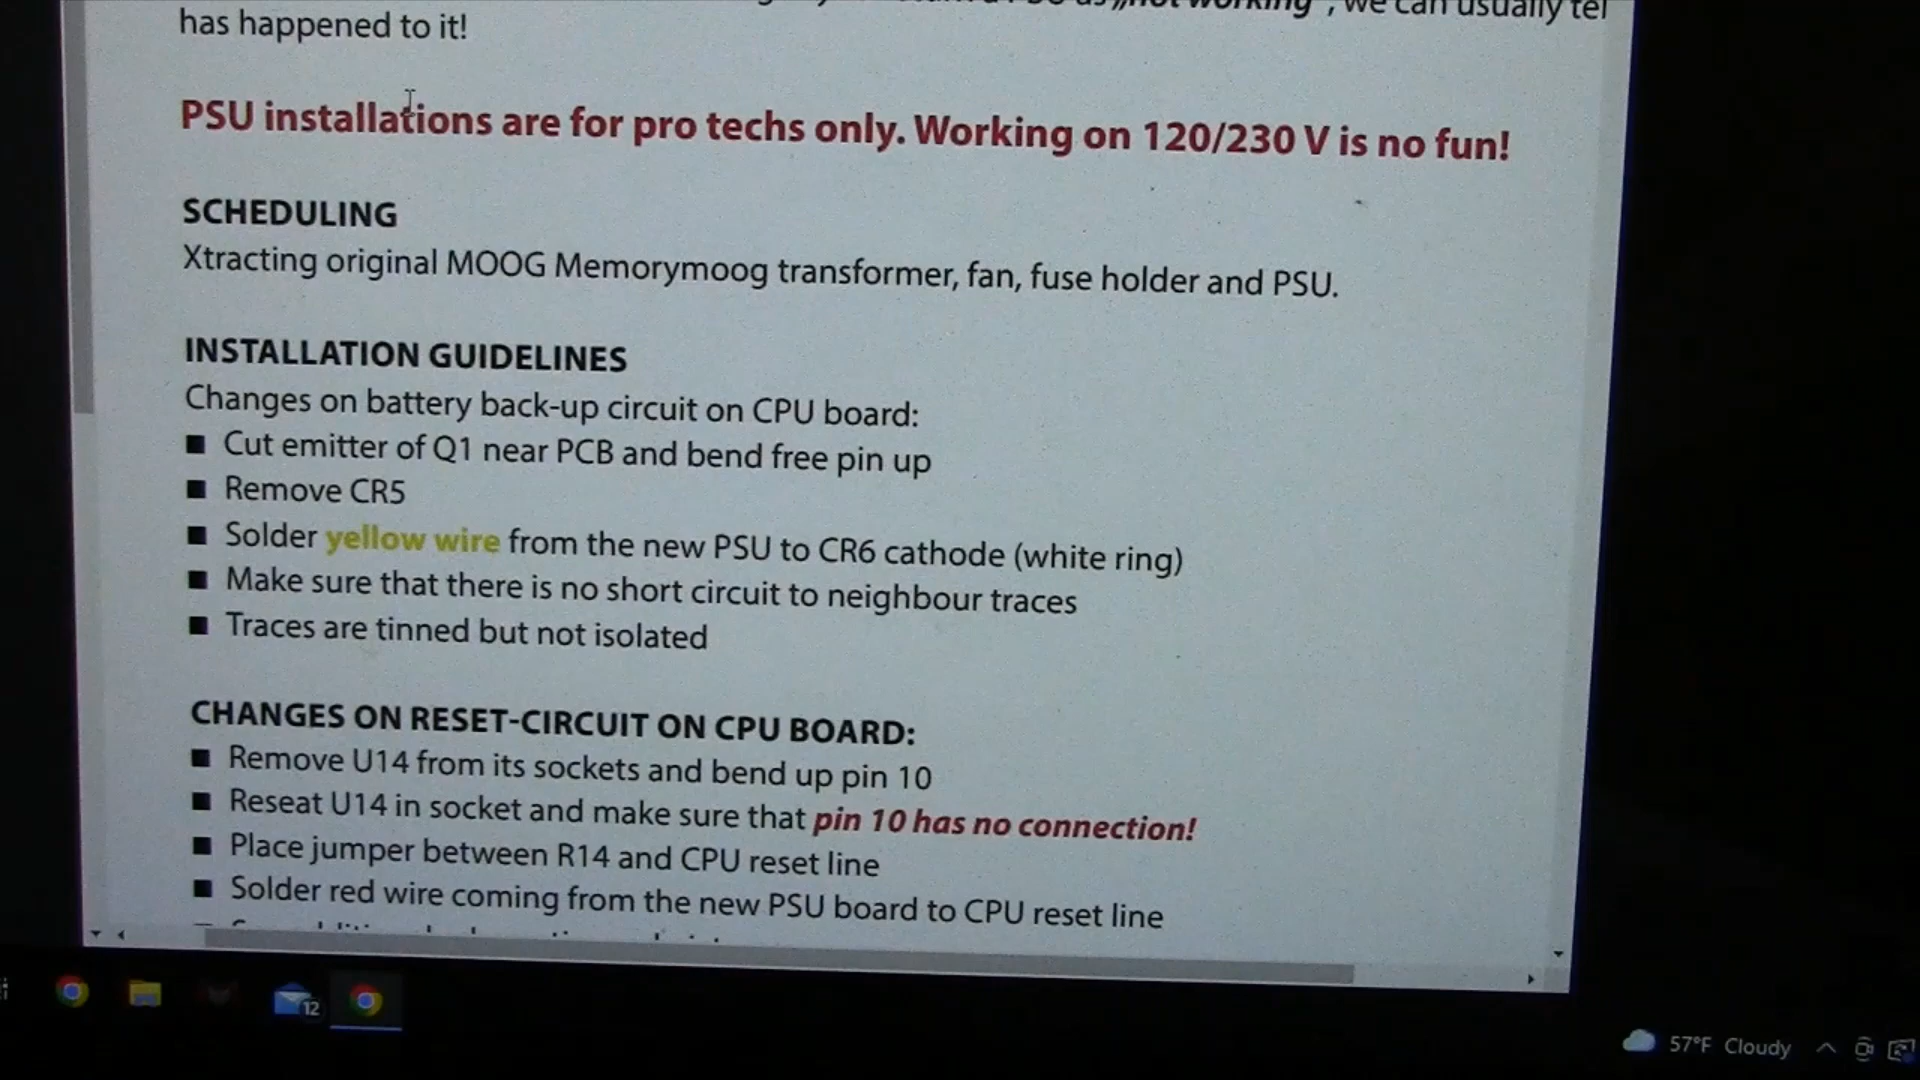 „not working“, we can usually tel
has happened to it!
PSU installations are for pro techs only. Working on 120/230 V is no fun!
SCHEDULING
Xtracting original MOOG Memorymoog transformer, fan, fuse holder and PSU.
INSTALLATION GUIDELINES
Changes on battery back-up circuit on CPU board:
■ Cut emitter of Q1 near PCB and bend free pin up
■ Remove CR5
■ Solder yellow wire from the new PSU to CR6 cathode (white ring)
■ Make sure that there is no short circuit to neighbour traces
■ Traces are tinned but not isolated
CHANGES ON RESET-CIRCUIT ON CPU BOARD:
■ Remove U14 from its sockets and bend up pin 10
■ Reseat U14 in socket and make sure that pin 10 has no connection!
■ Place jumper between R14 and CPU reset line
■ Solder red wire coming from the new PSU board to CPU reset line
12
57°F Cloudy